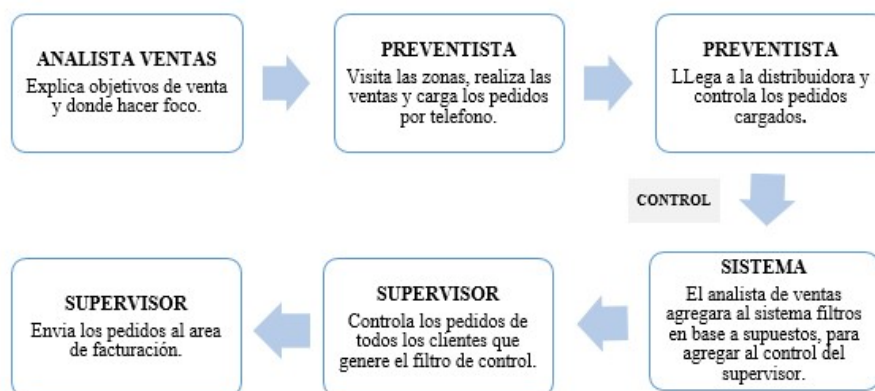 ANALISTA VENTAS
Explica objetivos de venta
y donde hacer foco.
PREVENTISTA
Visita las zonas, realiza las
ventas y carga los pedidos
por telefono.
PREVENTISTA
LLega a la distribuidora y
controla los pedidos
cargados.
CONTROL
SISTEMA
El analista de ventas
agregara al sistema filtros
en base a supuestos, para
agregar al control del
supervisor.
SUPERVISOR
Controla los pedidos de
todos los clientes que
genere el filtro de control.
SUPERVISOR
Envia los pedidos al area
de facturación.